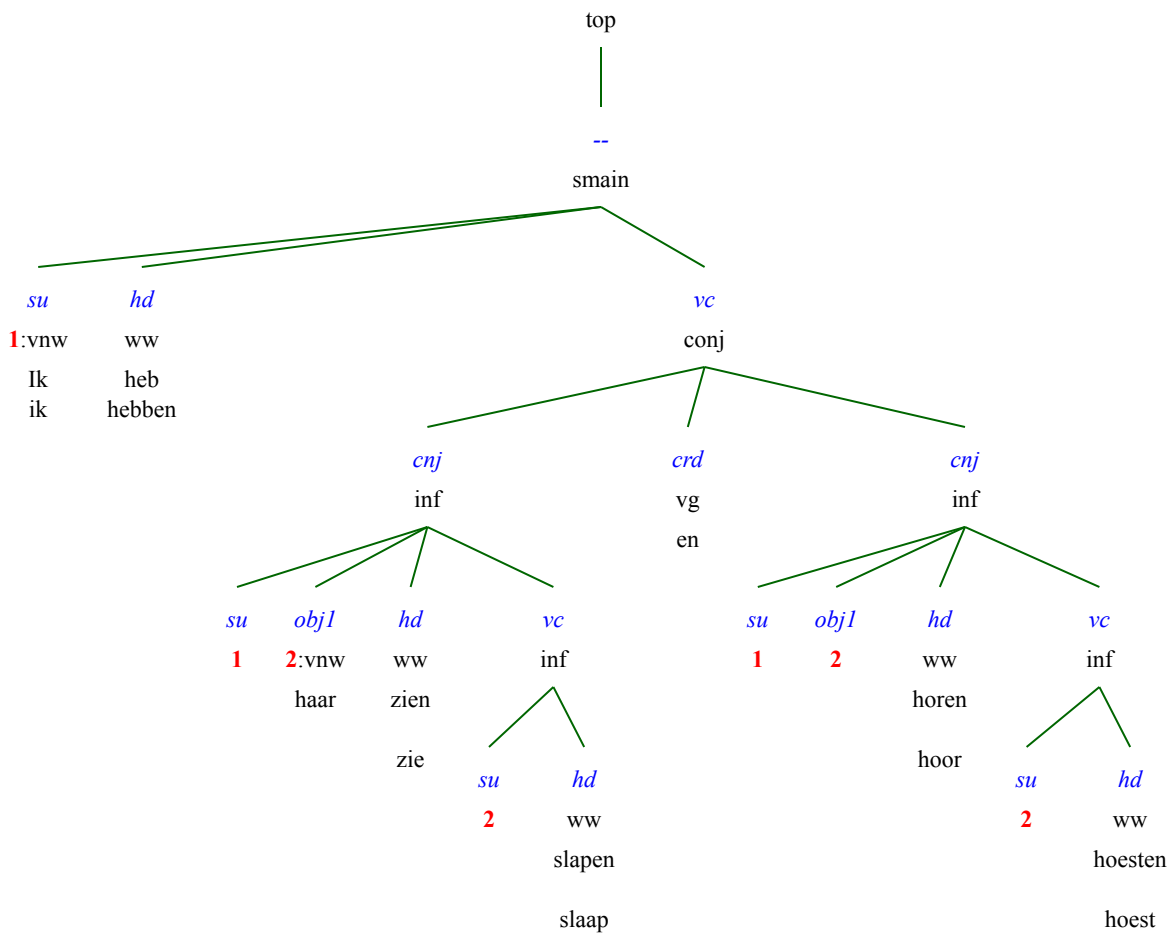 top
--
smain
su hd vc
1:vnw ww conj
Ik heb
ik hebben
cnj crd cnj
inf vg inf
en
su obj1 hd vc su obj1 hd vc
1 2:vnw ww inf 1 2 ww inf
haar zien horen
zie hoor
su hd su hd
2 ww 2 ww
slapen hoesten
slaap hoest